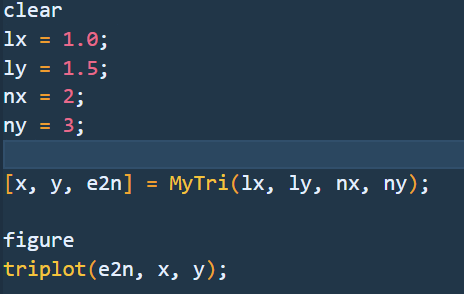 clear
lx = 1.0;
ly = 1.5;
nx = 2;
ny = 3;
[x, y, e2n] = MyTri(lx, ly, nx, ny);
figure
triplot(e2n, x, y);